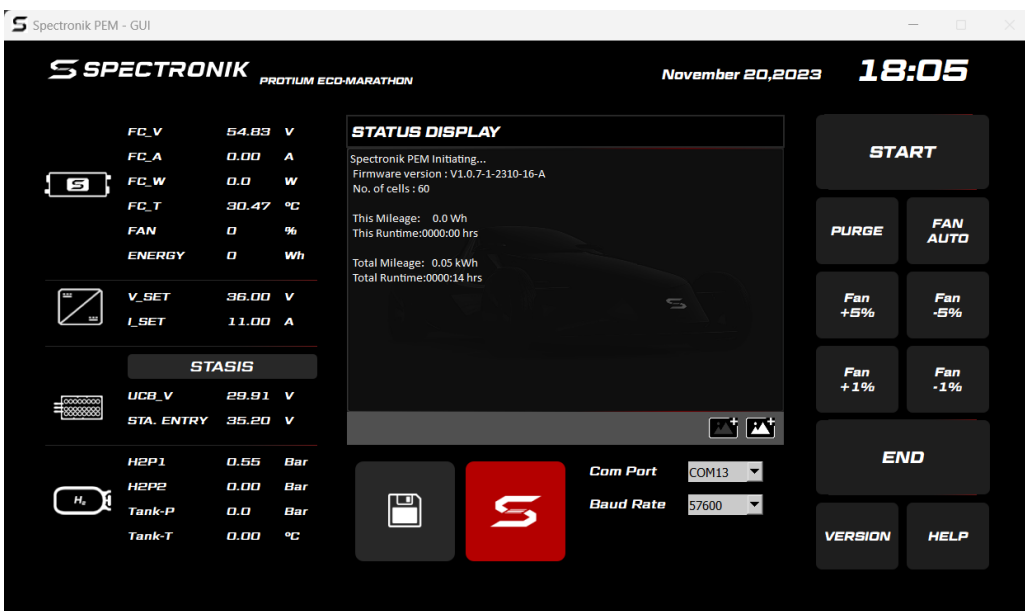 Spectronik PEM - GUI
SPECTRONIK PROTIUM ECO-MARATHON
November 20,2023
18:05
FC_V 54.83 V
FC_A 0.00 A
FC_W 0.0 W
FC_T 30.47 ºC
FAN 0 %
ENERGY 0 Wh
V_SET 36.00 V
I_SET 11.00 A
STASIS
UCB_V 29.91 V
STA. ENTRY 35.20 V
H2P1 0.55 Bar
H2P2 0.00 Bar
Tank-P 0.0 Bar
Tank-T 0.00 ºC
H₂
STATUS DISPLAY
Spectronik PEM Initiating...
Firmware version : V1.0.7-1-2310-16-A
No. of cells : 60
This Mileage: 0.0 Wh
This Runtime:0000:00 hrs
Total Mileage: 0.05 kWh
Total Runtime:0000:14 hrs
Com Port COM13
Baud Rate 57600
START
PURGE
FAN
AUTO
Fan
+5%
Fan
-5%
Fan
+1%
Fan
-1%
END
VERSION
HELP